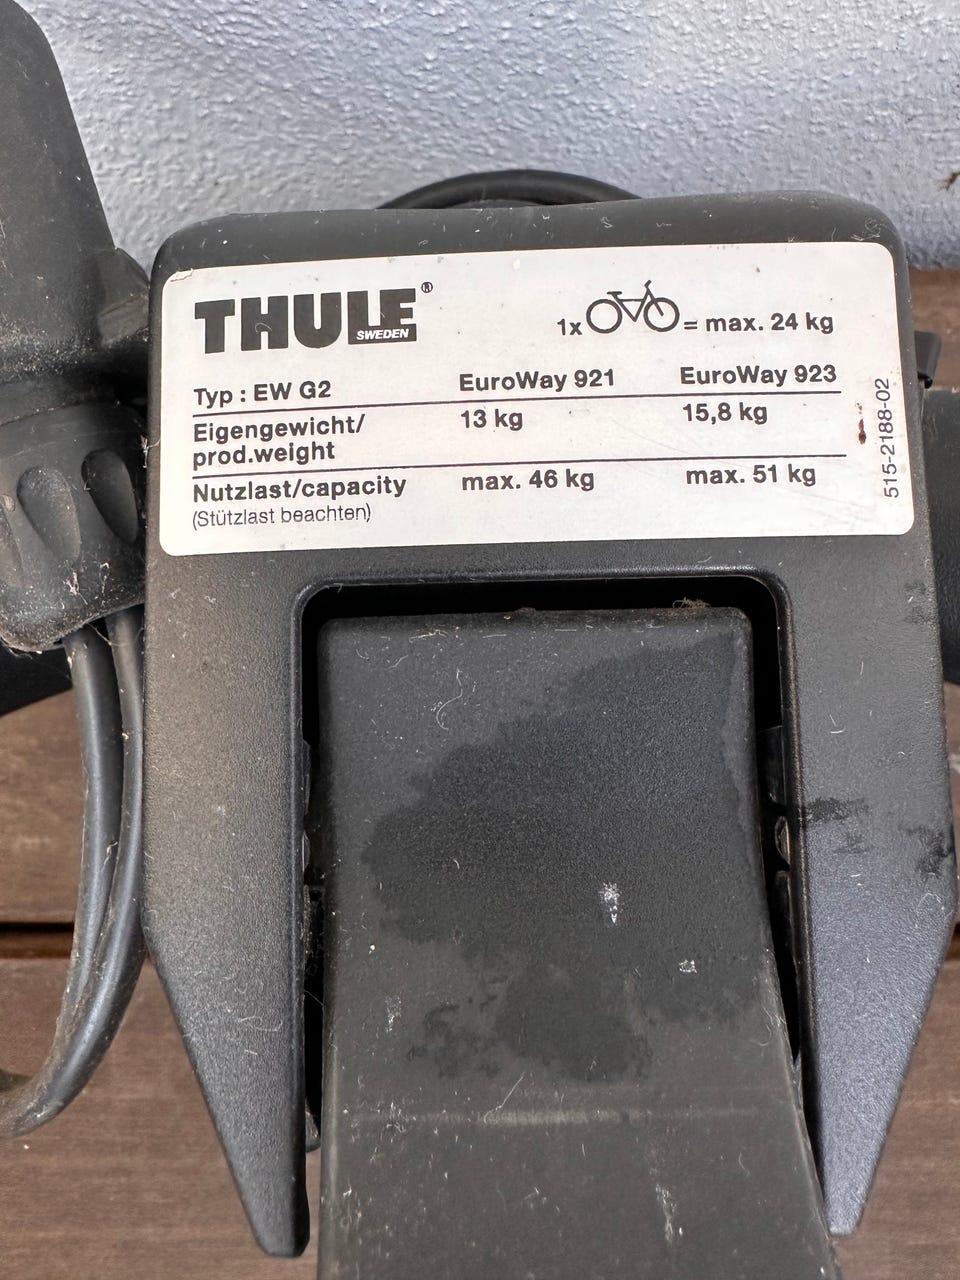 THULE®
SWEDEN
1x = max. 24 kg
Typ : EW G2 EuroWay 921 EuroWay 923
Eigengewicht/ 13 kg 15,8 kg
prod.weight
Nutzlast/capacity max. 46 kg max. 51 kg
(Stützlast beachten)
515-2188-02